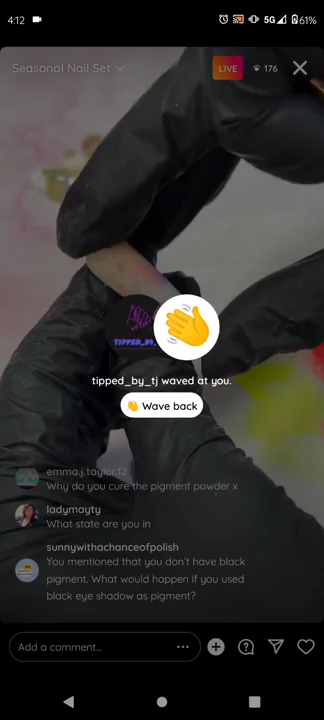 4:12
5G 61%
Seasonal Nail Set
LIVE 176
TIPPED_BY_
tipped_by_tj waved at you.
👋 Wave back
emma.j.taylor.12
Why do you cure the pigment powder x
ladymayty
What state are you in
sunnywithachanceofpolish
You mentioned that you don't have black
pigment. What would happen if you used
black eye shadow as pigment?
Add a comment...